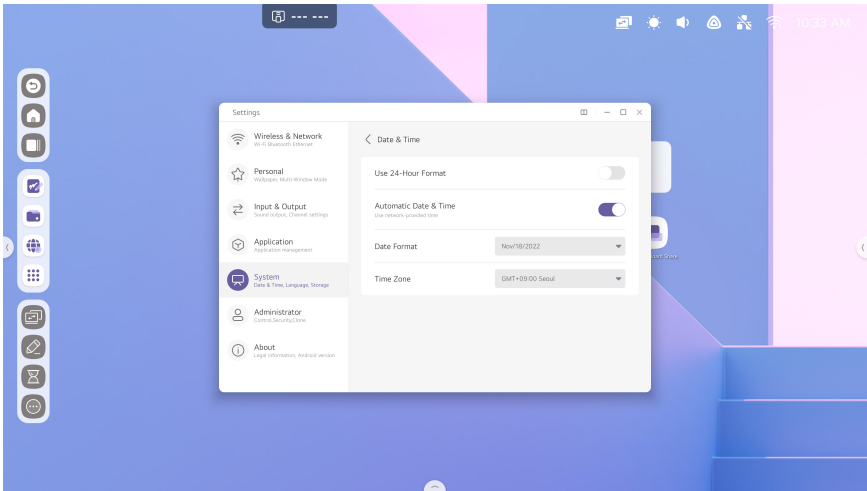 --- ---
10:33 AM
Settings
Wireless & Network
Wi-Fi Bluetooth Ethernet
Personal
Wallpaper, Multi-Window Mode
Input & Output
Sound output, Channel settings
Application
Application management
System
Date & Time, Language, Storage
Administrator
Control,Security,Clone
About
Legal information, Android version
Date & Time
Use 24-Hour Format
Automatic Date & Time
Use network-provided time
Date Format
Nov/18/2022
Time Zone
GMT+09:00 Seoul
Share